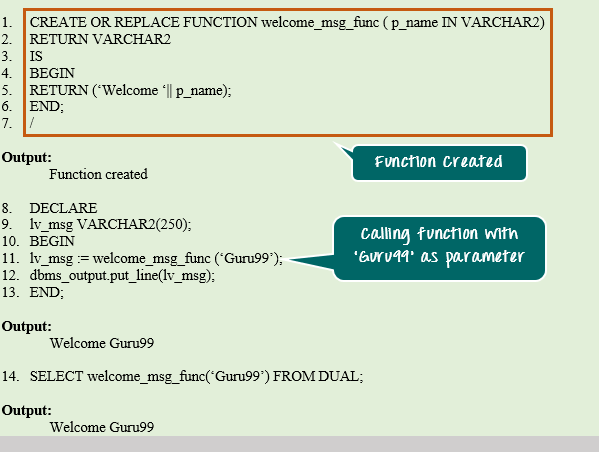 1. CREATE OR REPLACE FUNCTION welcome_msg_func ( p_name IN VARCHAR2)
2. RETURN VARCHAR2
3. IS
4. BEGIN
5. RETURN (‘Welcome ‘|| p_name);
6. END;
7. /
Function Created
Output:
Function created
8. DECLARE
9. lv_msg VARCHAR2(250);
10. BEGIN
11. lv_msg := welcome_msg_func (‘Guru99’);
12. dbms_output.put_line(lv_msg);
13. END;
Calling function with
‘Guru99’ as parameter
Output:
Welcome Guru99
14. SELECT welcome_msg_func(‘Guru99’) FROM DUAL;
Output:
Welcome Guru99